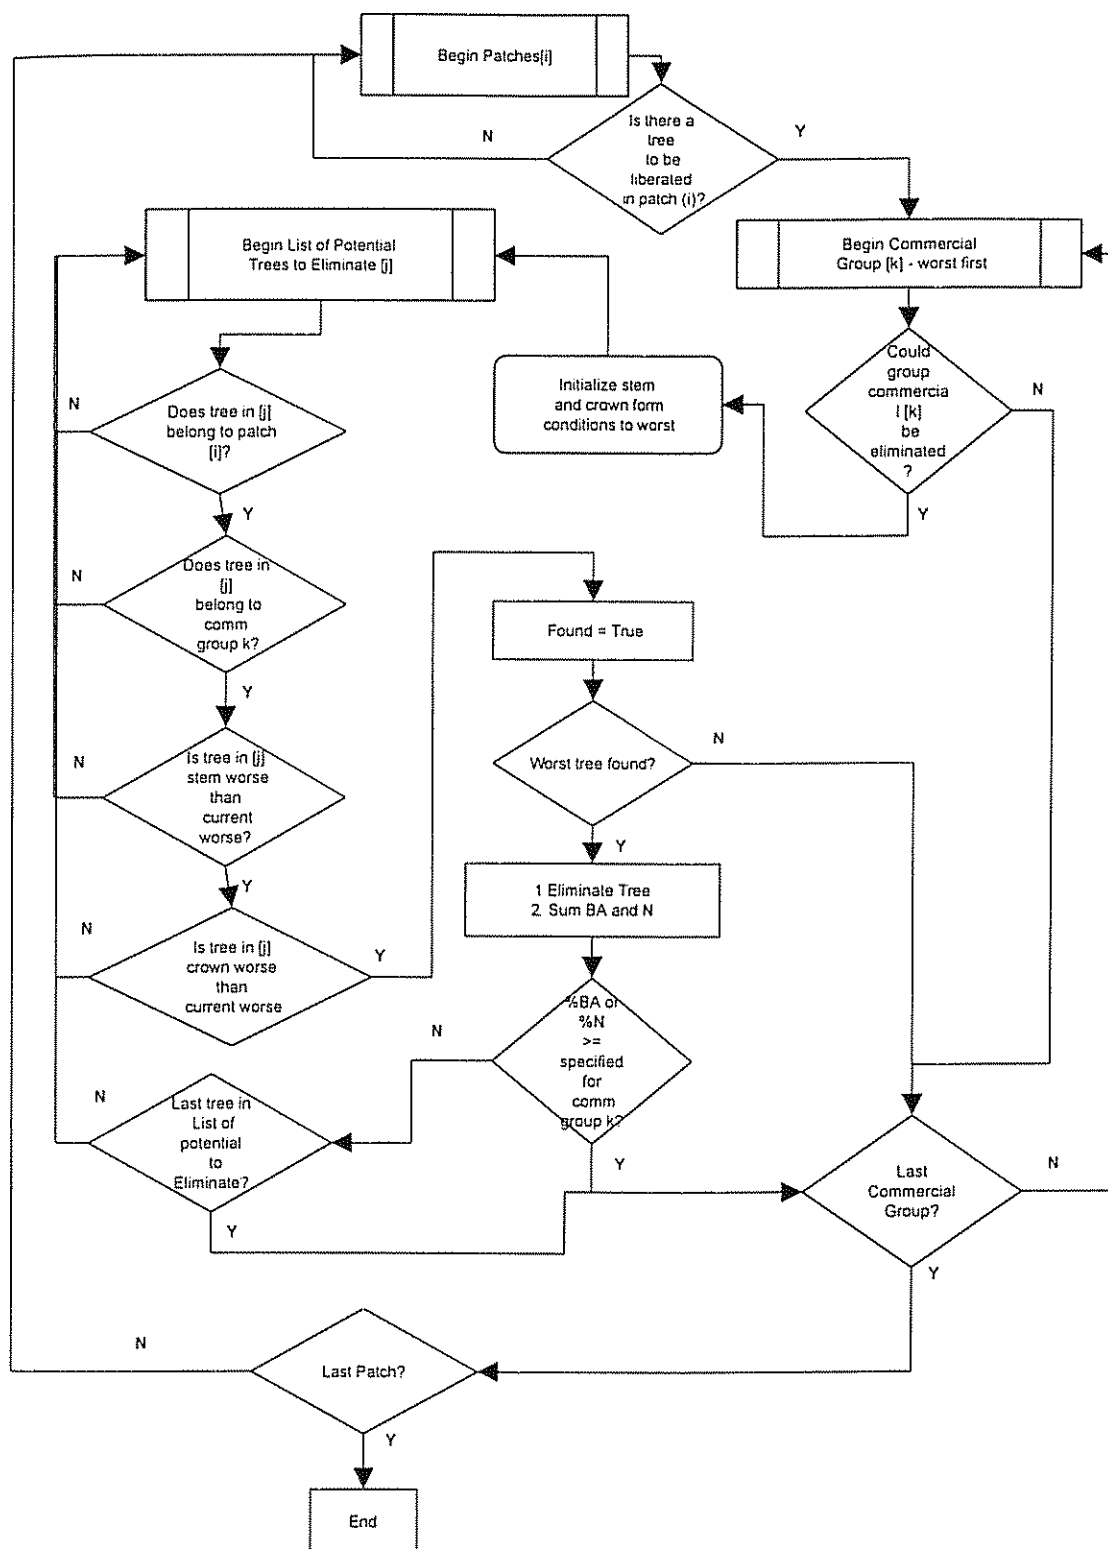 Begin Patches[i]
N
Is there a
tree
to be
liberated
in patch (i)?
Y
Begin List of Potential
Trees to Eliminate [j]
Begin Commercial
Group [k] - worst first
Initialize stem
and crown form
conditions to worst
Could
group
commercia
l [k]
be
eliminated
?
N
Y
N
Does tree in [j]
belong to patch
[i]?
Y
N
Does tree in
[j]
belong to
comm
group k?
Y
Found = True
N
Is tree in [j]
stem worse
than
current
worse?
Y
Worst tree found?
N
Y
N
Is tree in [j]
crown worse
than
current worse
Y
1 Eliminate Tree
2. Sum BA and N
N
%BA or
%N
>=
specified
for
comm
group k?
Y
N
Last tree in
List of
potential
to
Eliminate?
Y
Last
Commercial
Group?
N
Y
N
Last Patch?
Y
End